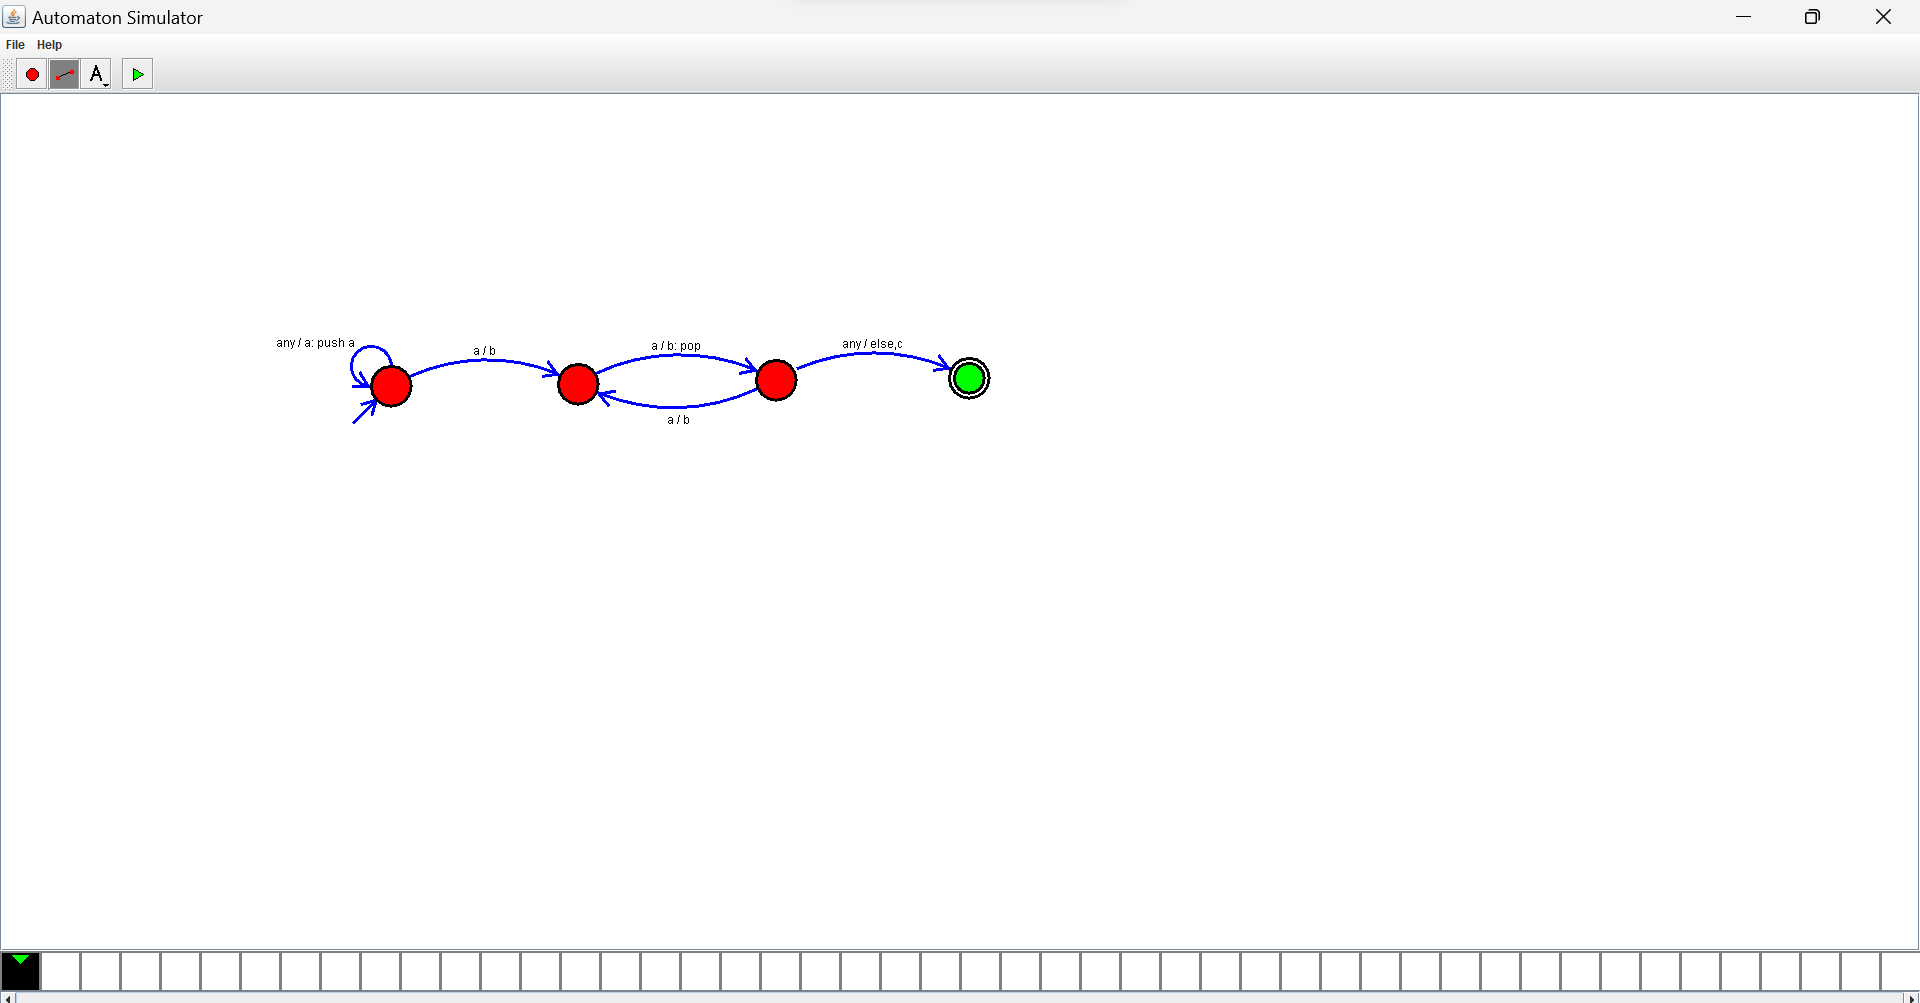 Automaton Simulator
File Help
A
any / a: push a
a / b
a / b: pop
any / else,c
a / b